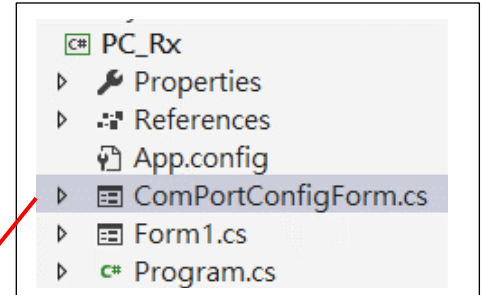 C# PC_Rx
Properties
References
App.config
ComPortConfigForm.cs
Form1.cs
C# Program.cs